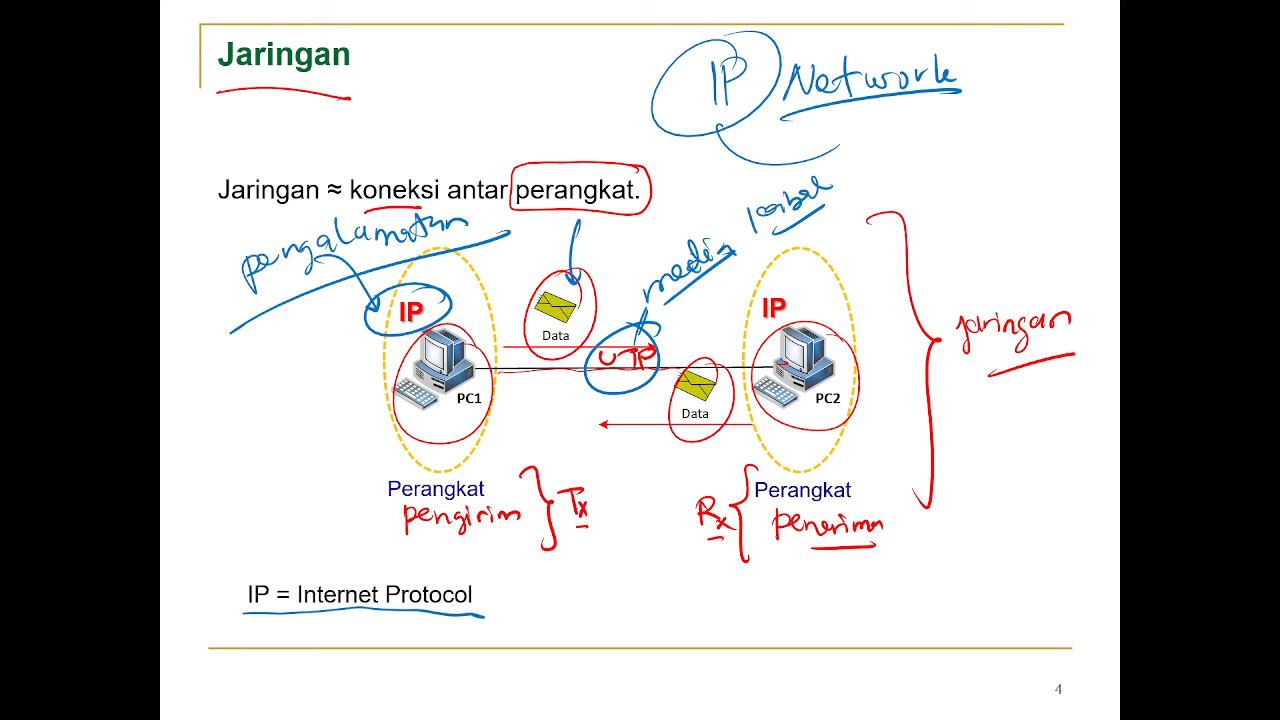 Jaringan
IP Network
Jaringan ≈ koneksi antar perangkat.
pengalamatan
media
kabel
IP
IP
Data
UTP
jaringan
PC1
Data
PC2
Perangkat
pengirim
Tx
Rx
Perangkat
penerima
IP = Internet Protocol
4